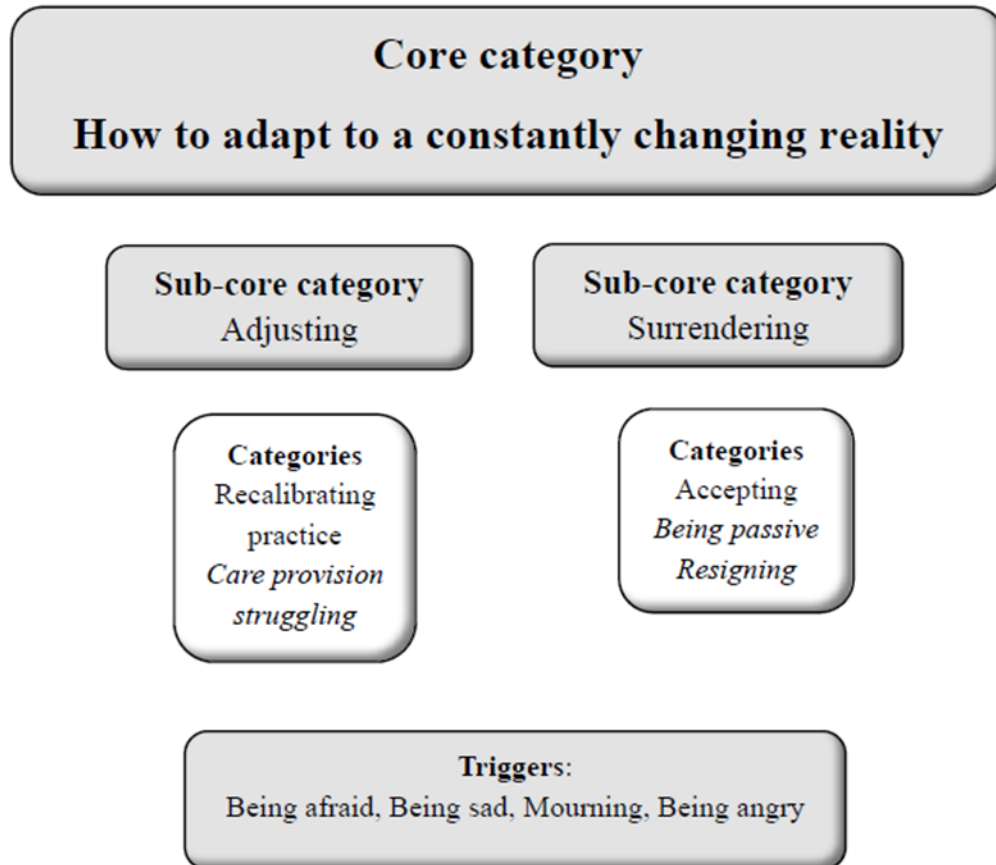 Core category
How to adapt to a constantly changing reality
Sub-core category
Adjusting
Sub-core category
Surrendering
Categories
Recalibrating
practice
Care provision
struggling
Categories
Accepting
Being passive
Resigning
Triggers:
Being afraid, Being sad, Mourning, Being angry